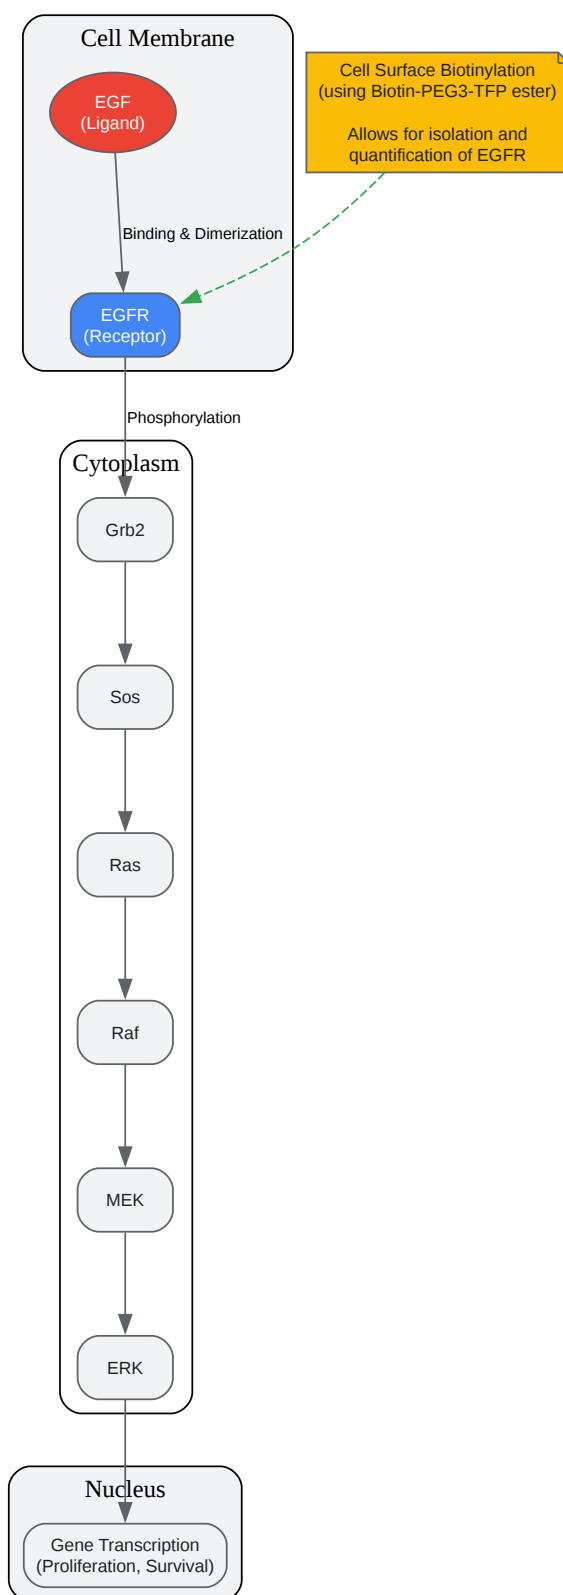 Cell Membrane
EGF
(Ligand)
Cell Surface Biotinylation
(using Biotin-PEG3-TFP ester)
Allows for isolation and
quantification of EGFR
Binding & Dimerization
EGFR
(Receptor)
Phosphorylation
Cytoplasm
Grb2
Sos
Ras
Raf
MEK
ERK
Nucleus
Gene Transcription
(Proliferation, Survival)